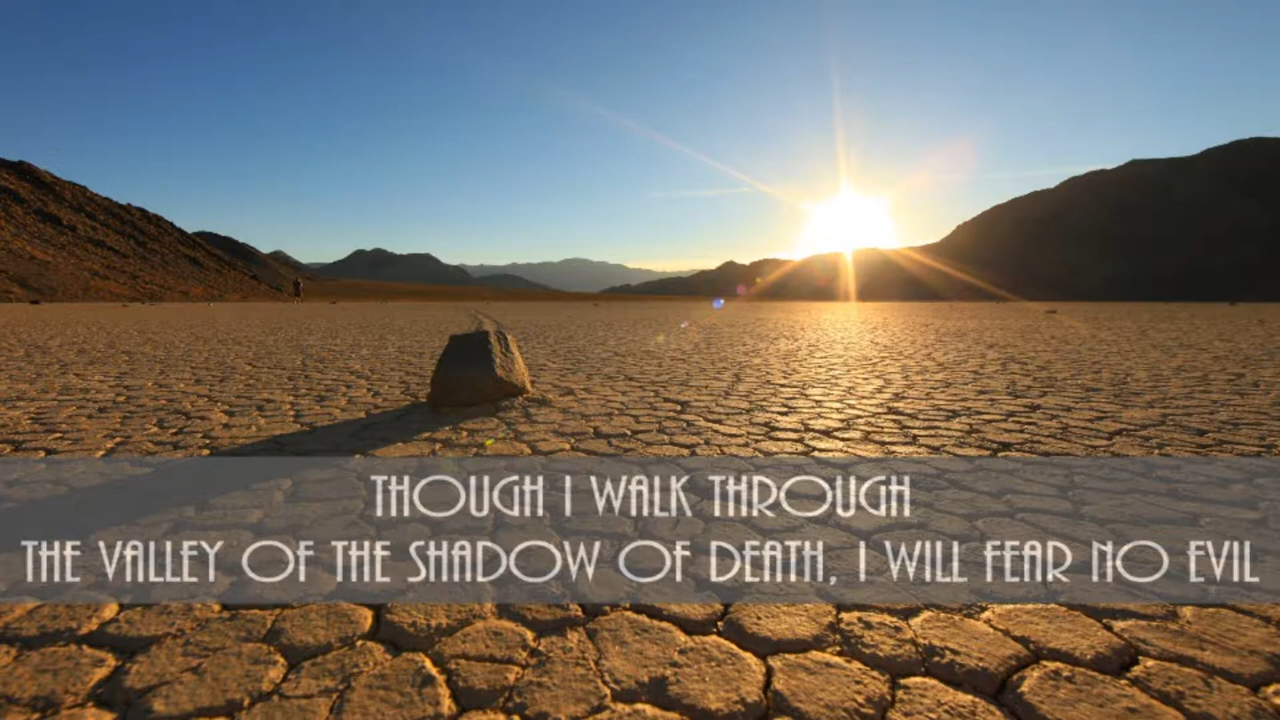 THOUGH I WALK THROUGH
THE VALLEY OF THE SHADOW OF DEATH, I WILL FEAR NO EVIL